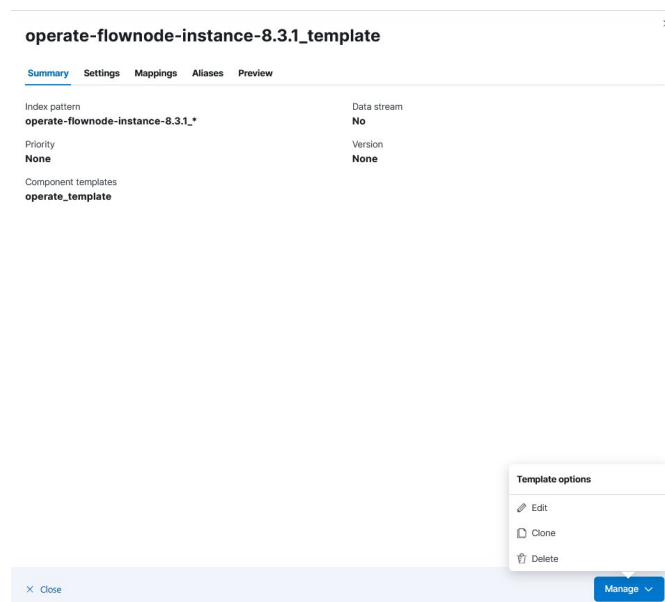 operate-flownode-instance-8.3.1_template
Summary Settings Mappings Aliases Preview
Index pattern
operate-flownode-instance-8.3.1_*
Data stream
No
Priority
None
Version
None
Component templates
operate_template
Template options
Edit
Clone
Delete
Close
Manage